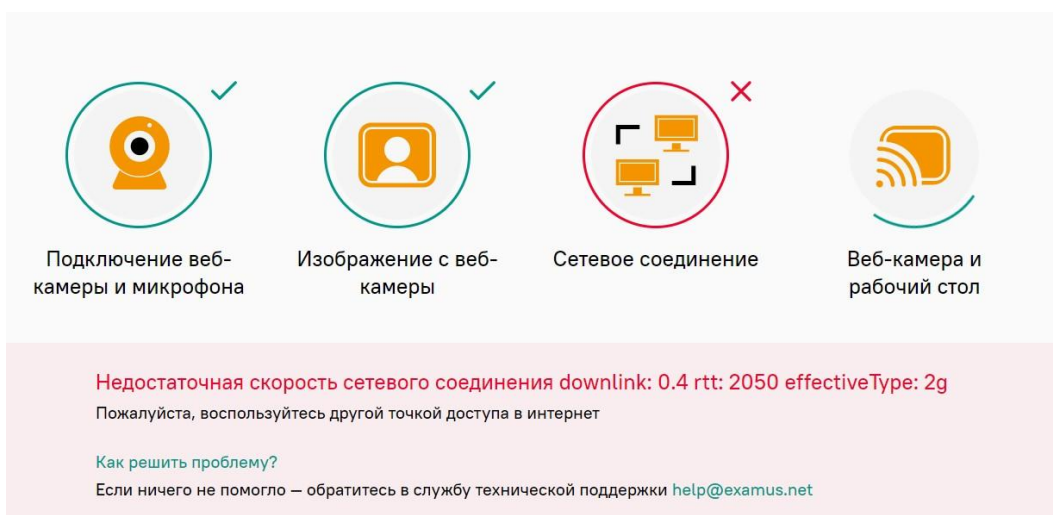 Подключение веб-
камеры и микрофона
Изображение с веб-
камеры
Сетевое соединение
Веб-камера и
рабочий стол
Недостаточная скорость сетевого соединения downlink: 0.4 rtt: 2050 effectiveType: 2g
Пожалуйста, воспользуйтесь другой точкой доступа в интернет
Как решить проблему?
Если ничего не помогло — обратитесь в службу технической поддержки help@examus.net